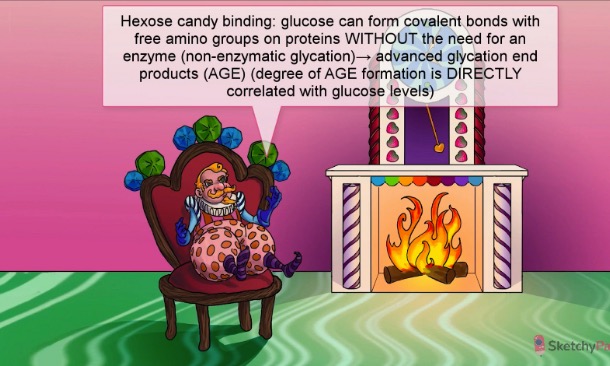 Hexose candy binding: glucose can form covalent bonds with
free amino groups on proteins WITHOUT the need for an
enzyme (non-enzymatic glycation)→ advanced glycation end
products (AGE) (degree of AGE formation is DIRECTLY
correlated with glucose levels)
Sketchy